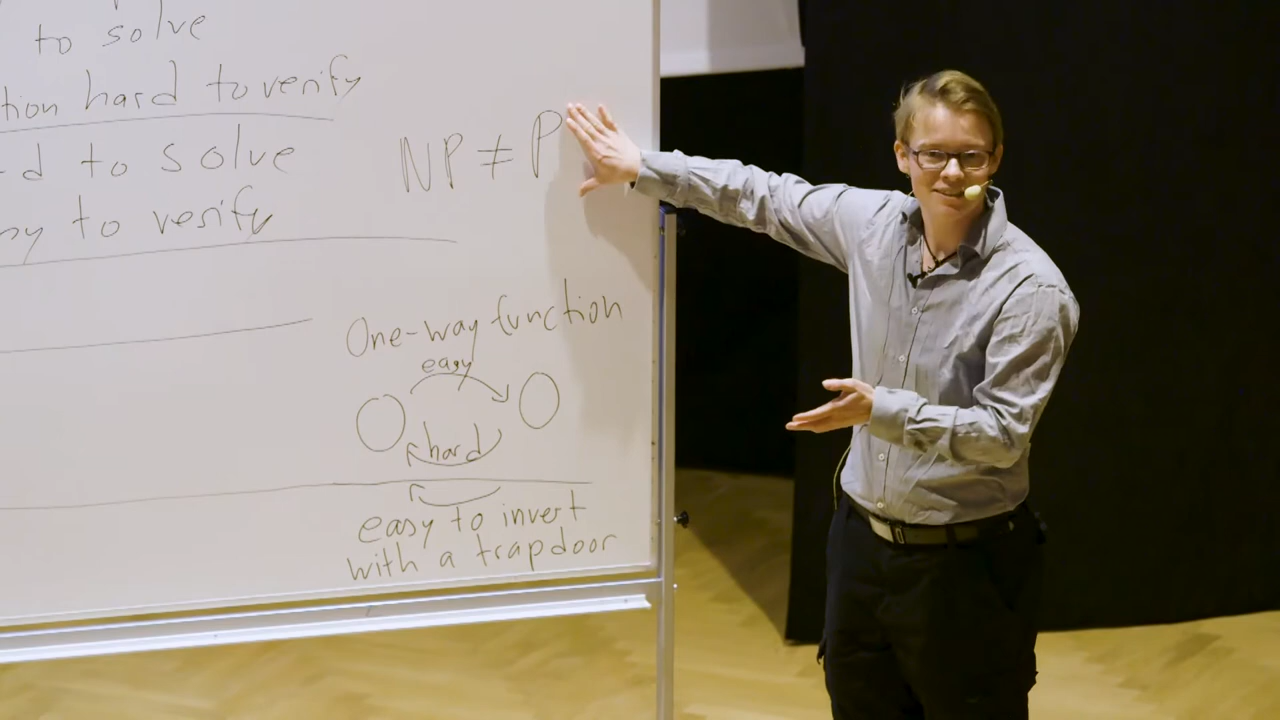 to solve
tion hard to verify
d to solve
NP ≠ P
y to verify
One-way function
easy
hard
easy to invert
with a trapdoor